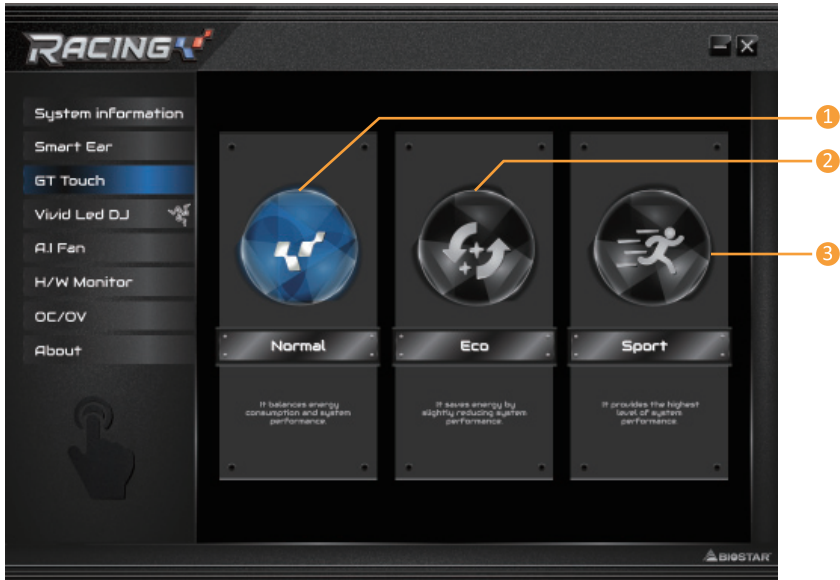 RACING
System information
Smart Ear
GT Touch
Vivid Led DJ
A.I Fan
H/W Monitor
OC/OV
About
1
2
3
Normal
It balances energy
consumption and system
performance.
Eco
It saves energy by
slightly reducing system
performance.
Sport
It provides the highest
level of system
performance.
BIOSTAR